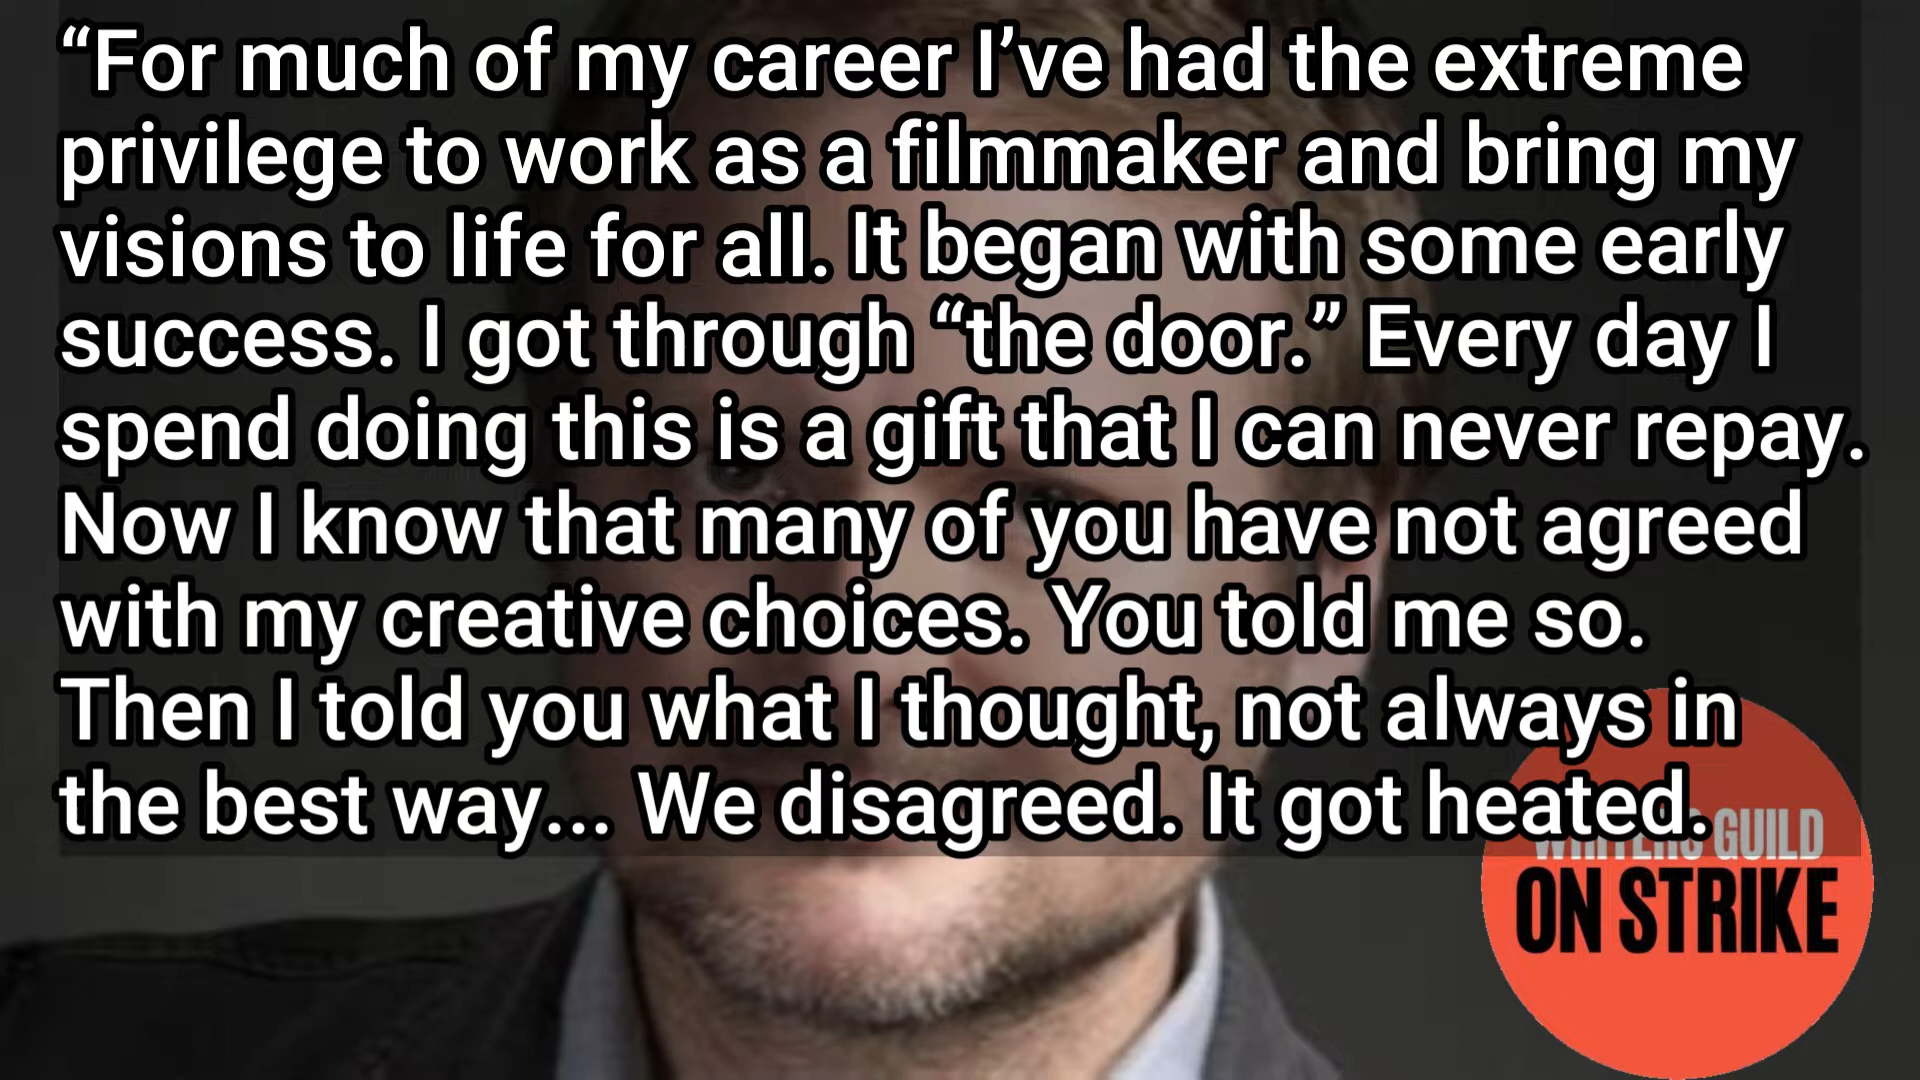 “For much of my career I’ve had the extreme
privilege to work as a filmmaker and bring my
visions to life for all. It began with some early
success. I got through “the door.” Every day I
spend doing this is a gift that I can never repay.
Now I know that many of you have not agreed
with my creative choices. You told me so.
Then I told you what I thought, not always in
the best way... We disagreed. It got heated.
WRITERS GUILD
ON STRIKE